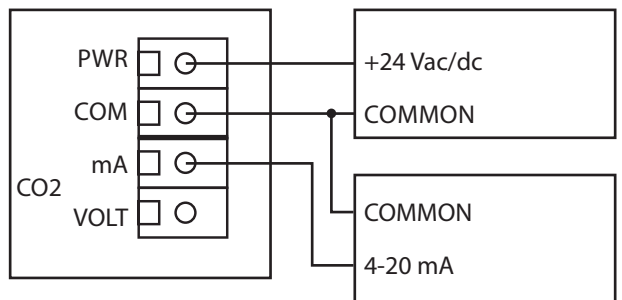 PWR
COM
mA
VOLT
CO2
+24 Vac/dc
COMMON
COMMON
4-20 mA